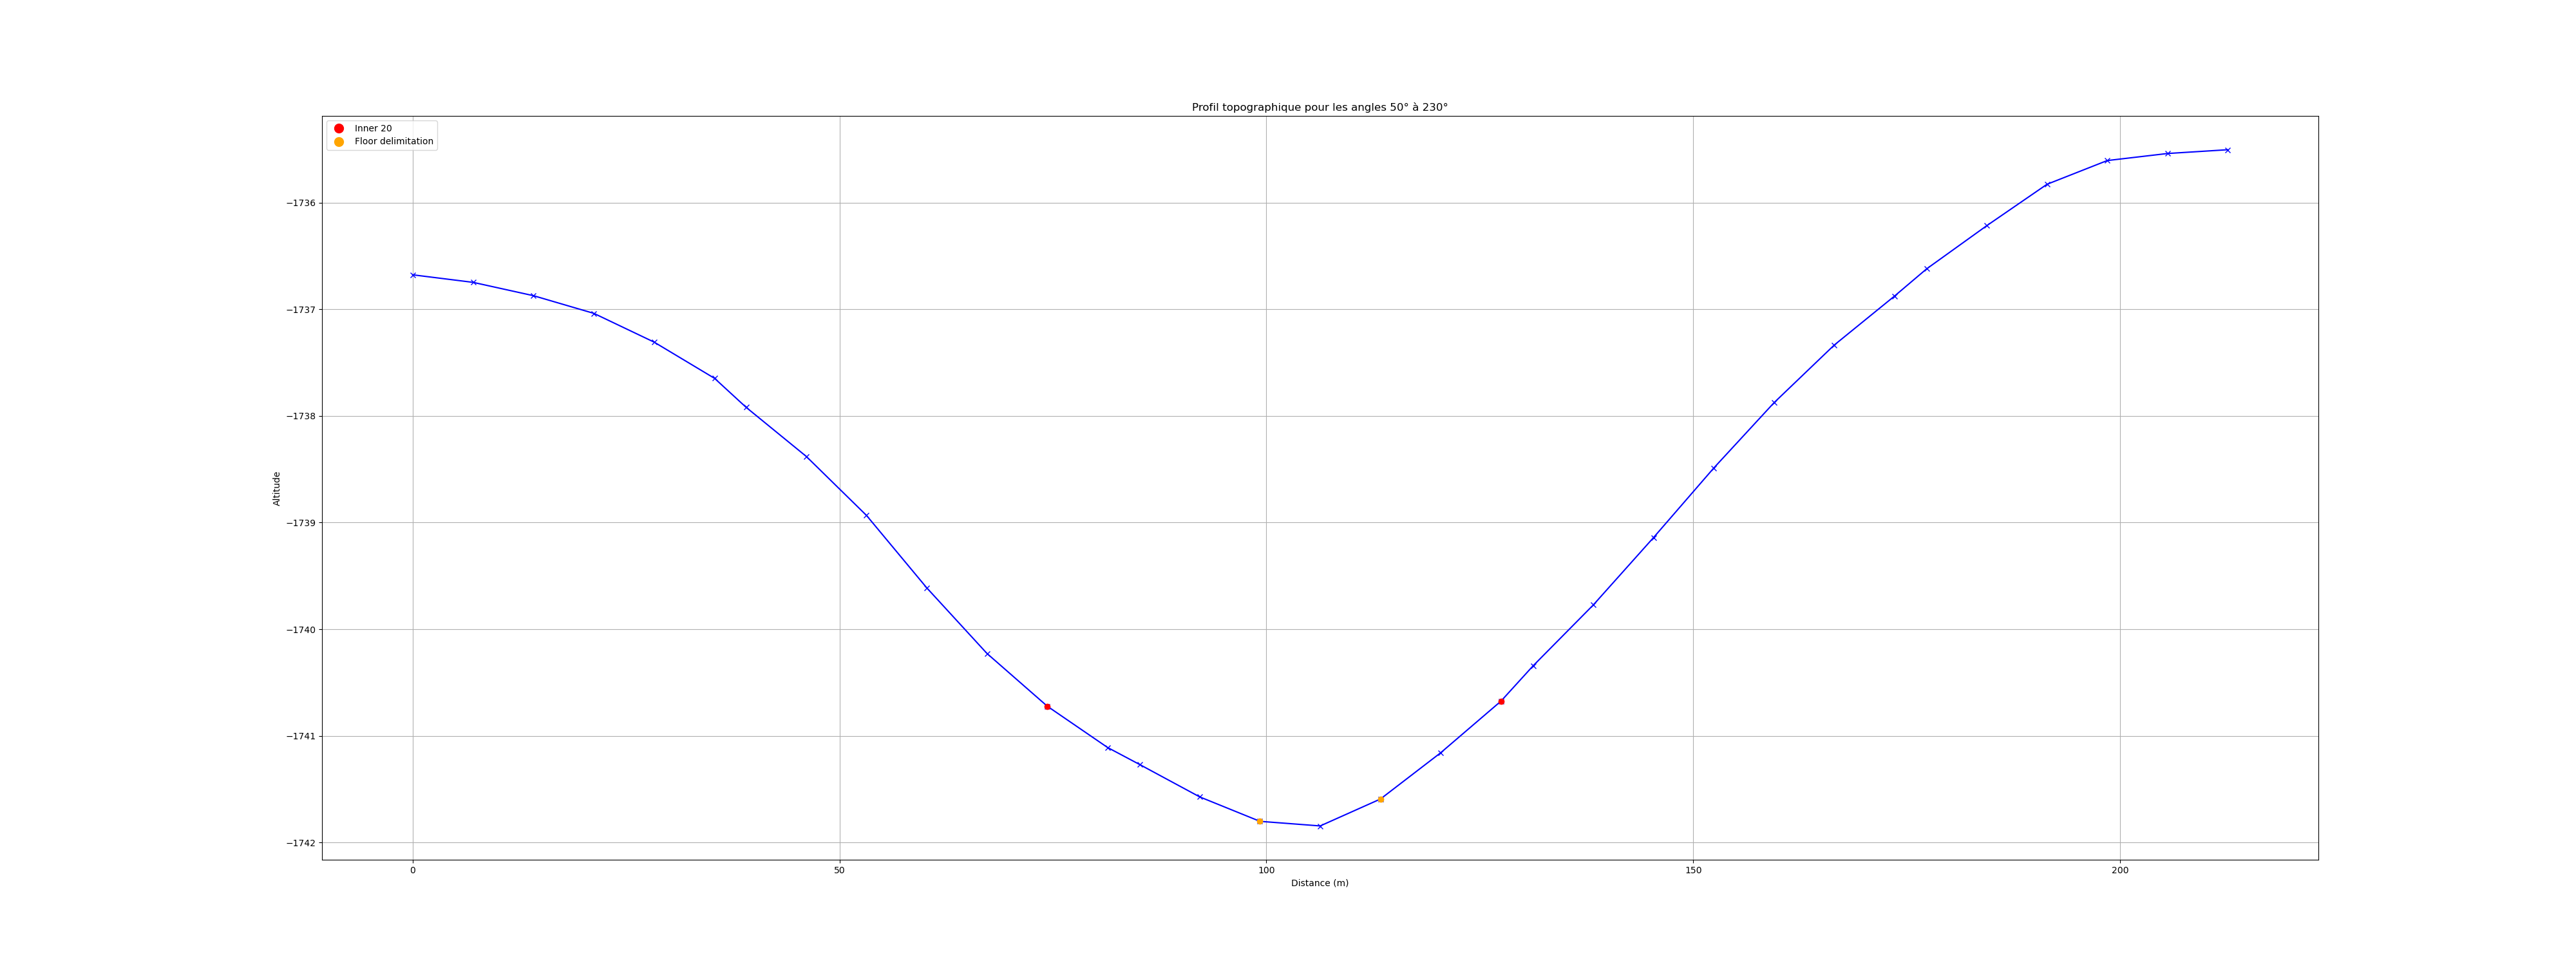 Profil topographique pour les angles 50° à 230°
Inner 20
Floor delimitation
Altitude
−1736
−1737
−1738
−1739
−1740
−1741
−1742
0 50 100 150 200
Distance (m)